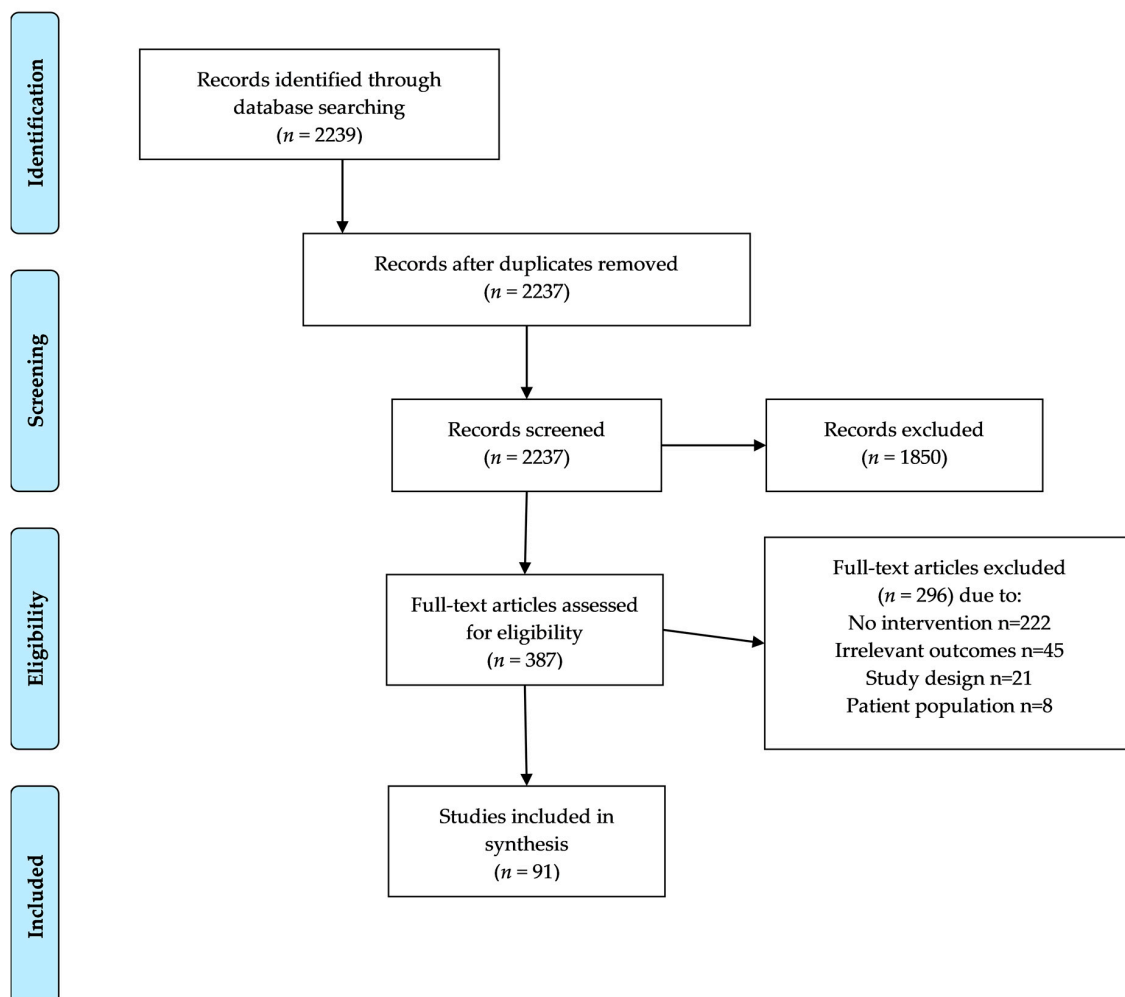 Identification
Records identified through
database searching
(n = 2239)
Records after duplicates removed
(n = 2237)
Screening
Records screened
(n = 2237)
Records excluded
(n = 1850)
Eligibility
Full-text articles assessed
for eligibility
(n = 387)
Full-text articles excluded
(n = 296) due to:
No intervention n=222
Irrelevant outcomes n=45
Study design n=21
Patient population n=8
Included
Studies included in
synthesis
(n = 91)